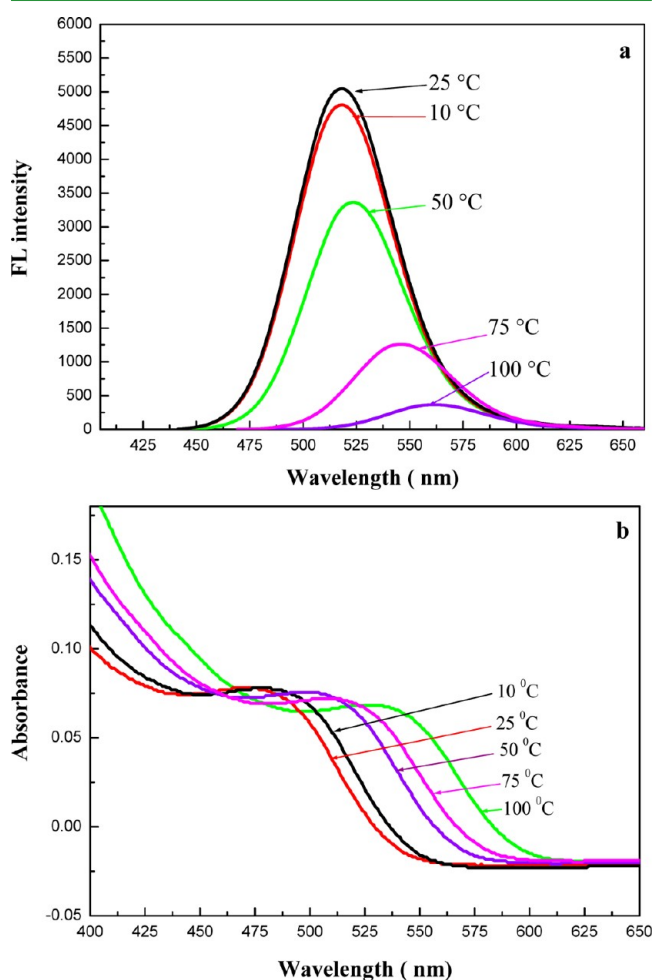 a
6000
5500
5000
4500
4000
3500
3000
2500
2000
1500
1000
500
0
FL intensity
25 °C
10 °C
50 °C
75 °C
100 °C
425 450 475 500 525 550 575 600 625 650
Wavelength ( nm)
b
0.15
0.10
0.05
0.00
-0.05
Absorbance
10 ⁰C
25 ⁰C
50 ⁰C
75 ⁰C
100 ⁰C
400 425 450 475 500 525 550 575 600 625 650
Wavelength ( nm)